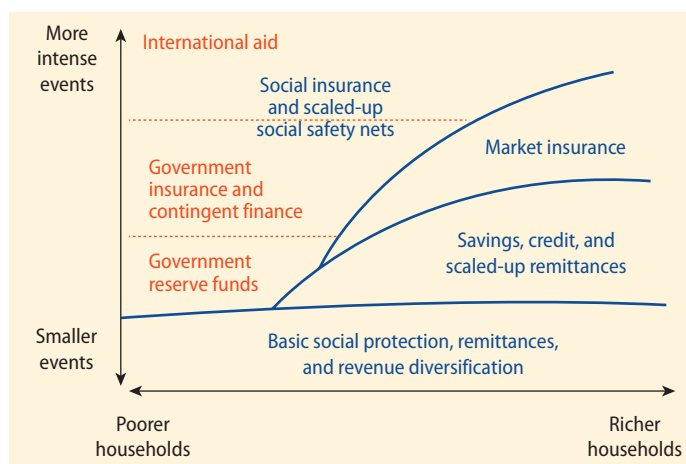 More
intense
events
International aid
Social insurance
and scaled-up
social safety nets
Market insurance
Government
insurance and
contingent finance
Savings, credit, and
scaled-up remittances
Government
reserve funds
Smaller
events
Basic social protection, remittances,
and revenue diversification
Poorer
households
Richer
households